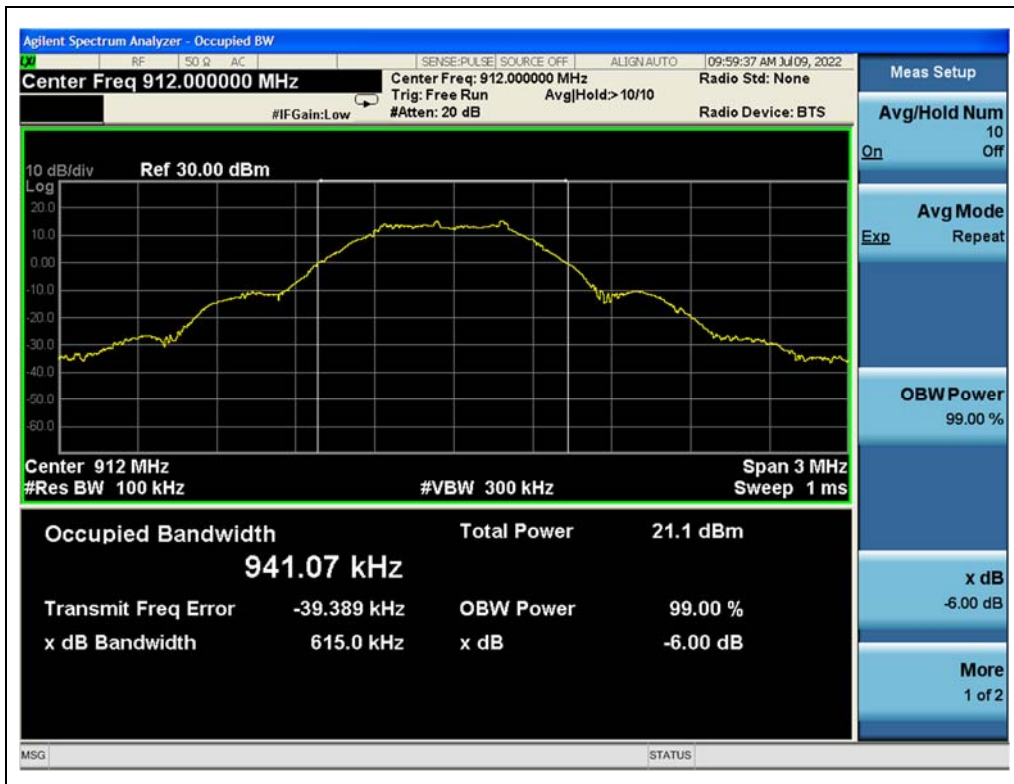 Agilent Spectrum Analyzer - Occupied BW
LXI RF 50 Ω AC SENSE:PULSE SOURCE OFF ALIGN AUTO 09:59:37 AM Jul 09, 2022
Center Freq 912.000000 MHz
Center Freq: 912.000000 MHz
Radio Std: None
Trig: Free Run Avg|Hold:> 10/10
#IFGain:Low #Atten: 20 dB Radio Device: BTS
10 dB/div Ref 30.00 dBm
Log
20.0
10.0
0.00
-10.0
-20.0
-30.0
-40.0
-50.0
-60.0
Center 912 MHz Span 3 MHz
#Res BW 100 kHz #VBW 300 kHz Sweep 1 ms
Occupied Bandwidth Total Power 21.1 dBm
941.07 kHz
Transmit Freq Error -39.389 kHz OBW Power 99.00 %
x dB Bandwidth 615.0 kHz x dB -6.00 dB
MSG STATUS
Meas Setup
Avg/Hold Num
10
On Off
Avg Mode
Exp Repeat
OBW Power
99.00 %
x dB
-6.00 dB
More
1 of 2